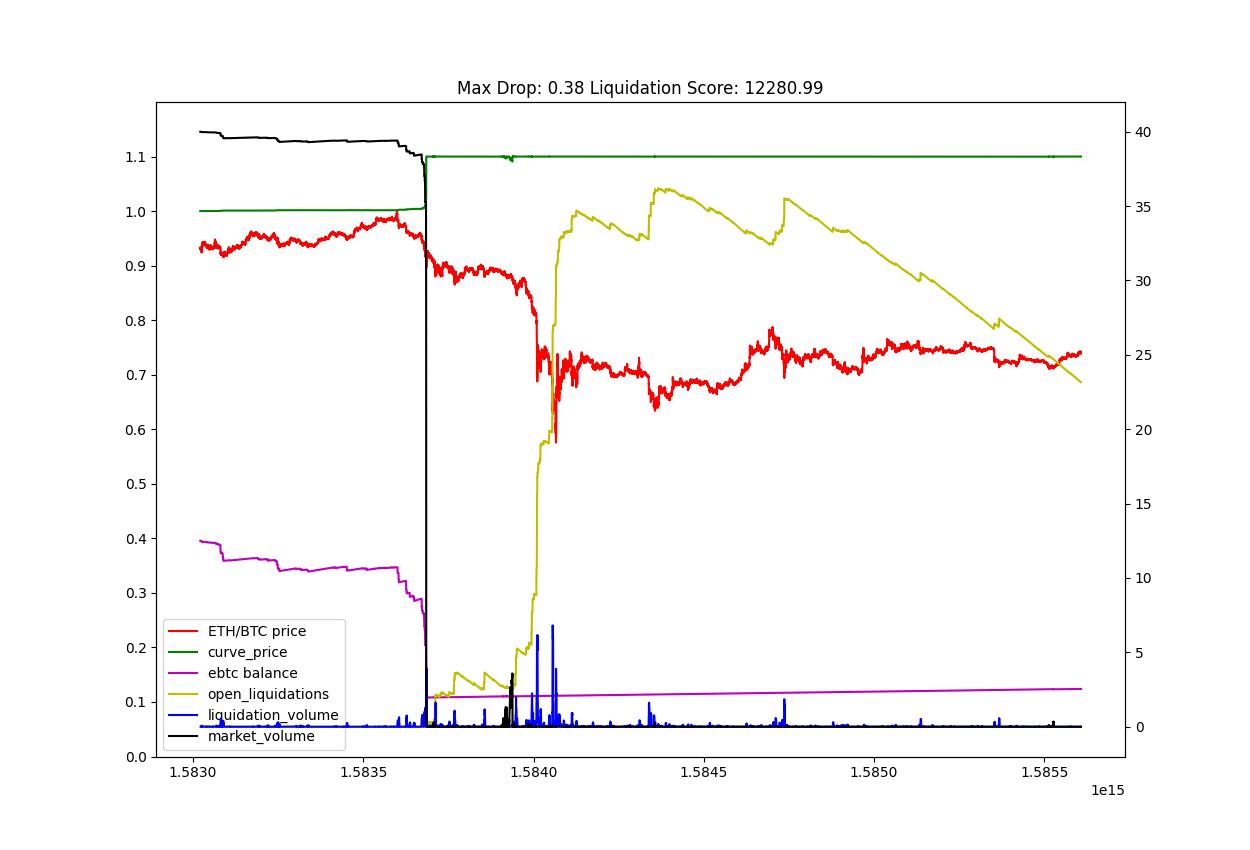 Max Drop: 0.38 Liquidation Score: 12280.99
1.1
1.0
0.9
0.8
0.7
0.6
0.5
0.4
0.3
0.2
0.1
0.0
40
35
30
25
20
15
10
5
0
ETH/BTC price
curve_price
ebtc balance
open_liquidations
liquidation_volume
market_volume
1.5830 1.5835 1.5840 1.5845 1.5850 1.5855
1e15